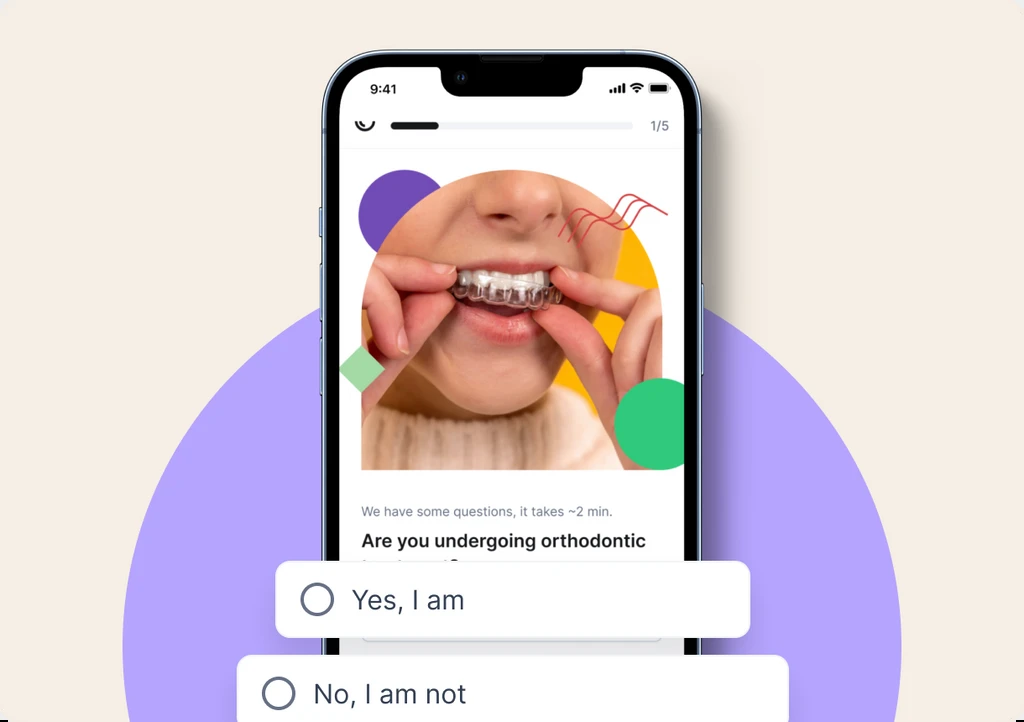 9:41
1/5
We have some questions, it takes ~2 min.
Are you undergoing orthodontic
Yes, I am
No, I am not